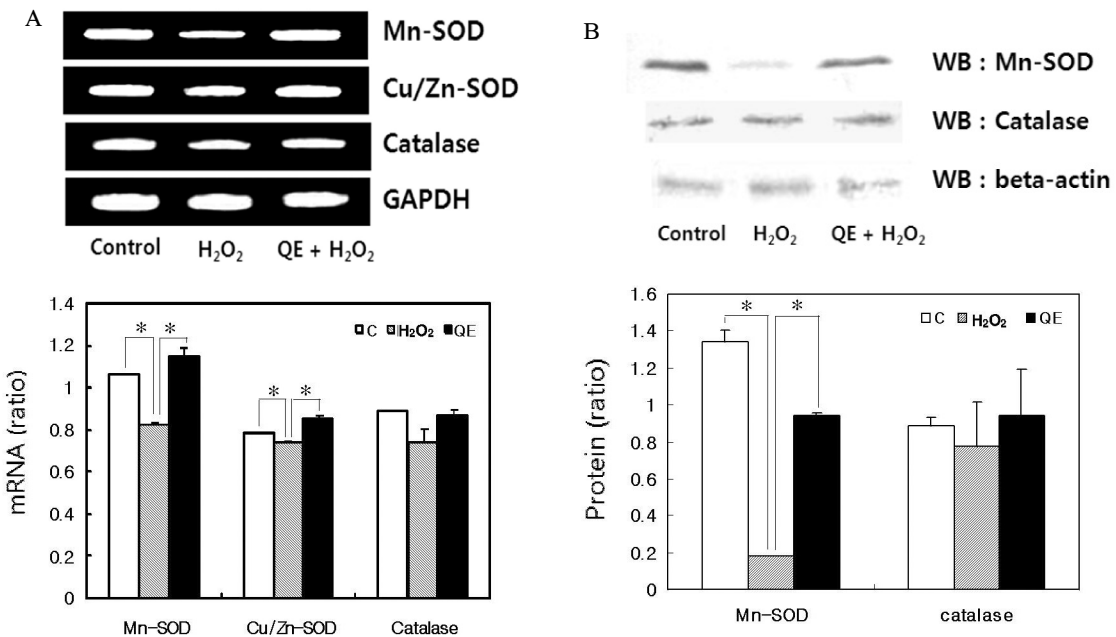 A
Mn-SOD
Cu/Zn-SOD
Catalase
GAPDH
Control H₂O₂ QE + H₂O₂
1.4
1.2
1
0.8
0.6
0.4
0.2
0
mRNA (ratio)
C H₂O₂ QE
* *
* *
Mn-SOD Cu/Zn-SOD Catalase
B
WB : Mn-SOD
WB : Catalase
WB : beta-actin
Control H₂O₂ QE + H₂O₂
1.6
1.4
1.2
1
0.8
0.6
0.4
0.2
0
Protein (ratio)
C H₂O₂ QE
* *
Mn-SOD catalase